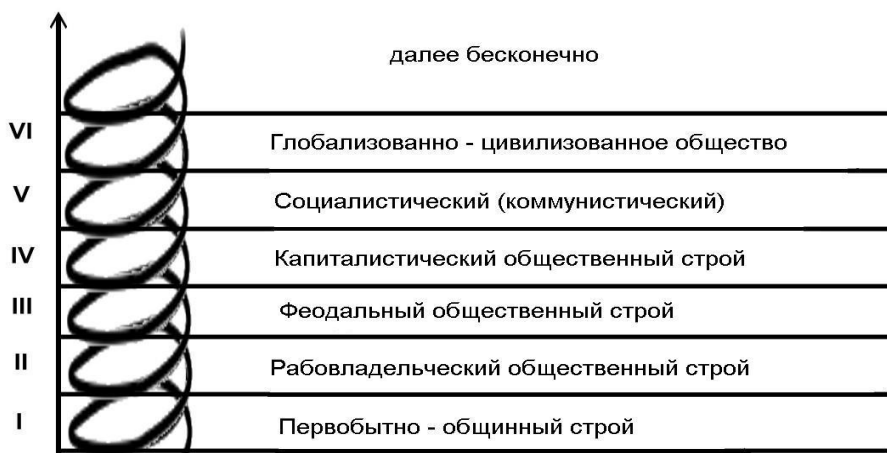 далее бесконечно
VI Глобализованно - цивилизованное общество
V Социалистический (коммунистический)
IV Капиталистический общественный строй
III Феодальный общественный строй
II Рабовладельческий общественный строй
I Первобытно - общинный строй